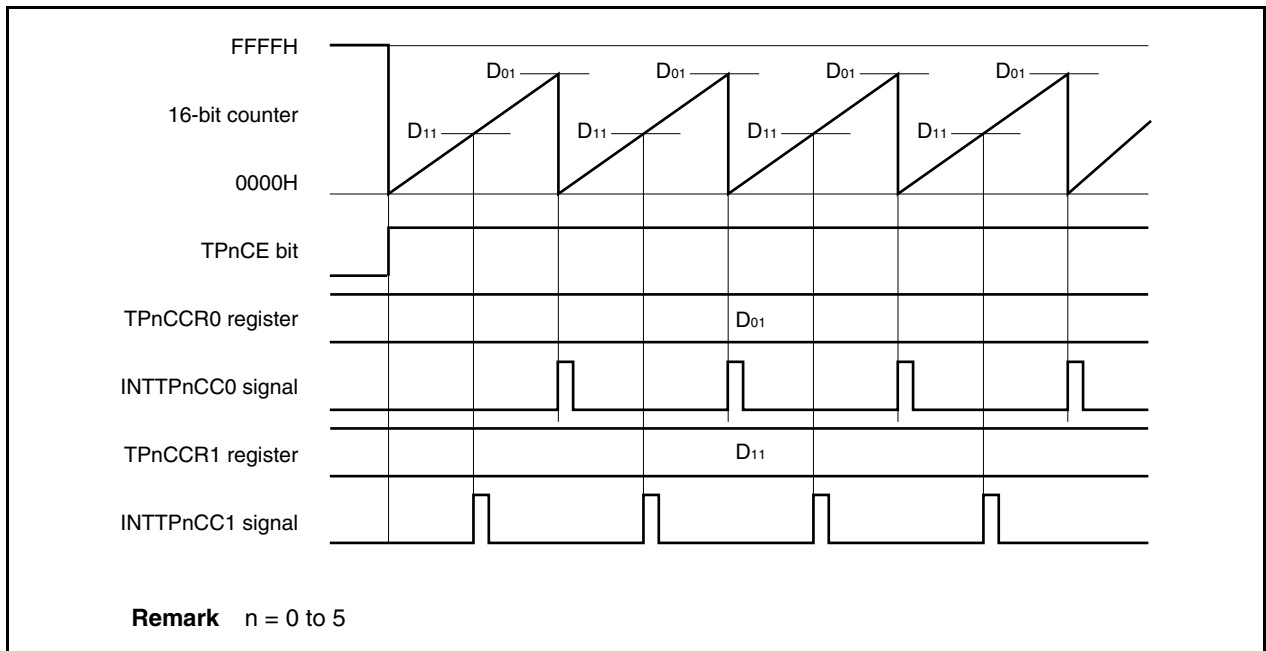 FFFFH
D01 D01 D01 D01
16-bit counter
D11 D11 D11 D11
0000H
TPnCE bit
TPnCCR0 register
D01
INTTPnCC0 signal
TPnCCR1 register
D11
INTTPnCC1 signal
Remark n = 0 to 5